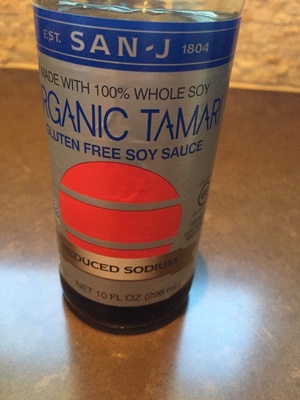 EST. SAN-J 1804
MADE WITH 100% WHOLE SOY
ORGANIC TAMARI
GLUTEN FREE SOY SAUCE
REDUCED SODIUM
NET 10 FL OZ (296 mL)